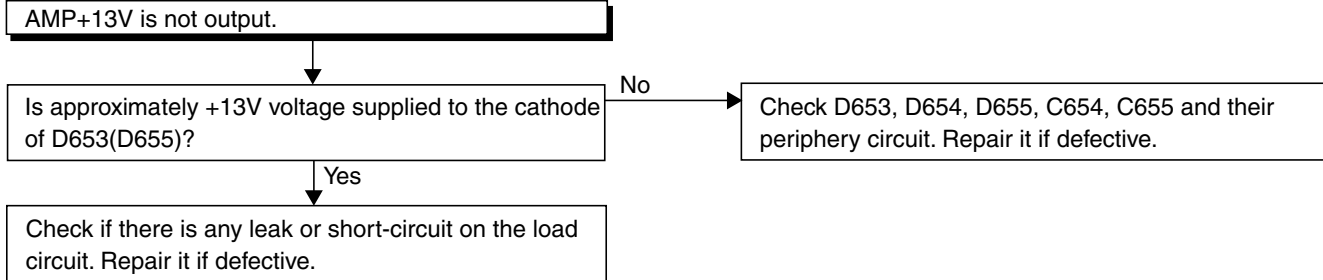 AMP+13V is not output.
Is approximately +13V voltage supplied to the cathode
of D653(D655)?
No
Check D653, D654, D655, C654, C655 and their
periphery circuit. Repair it if defective.
Yes
Check if there is any leak or short-circuit on the load
circuit. Repair it if defective.